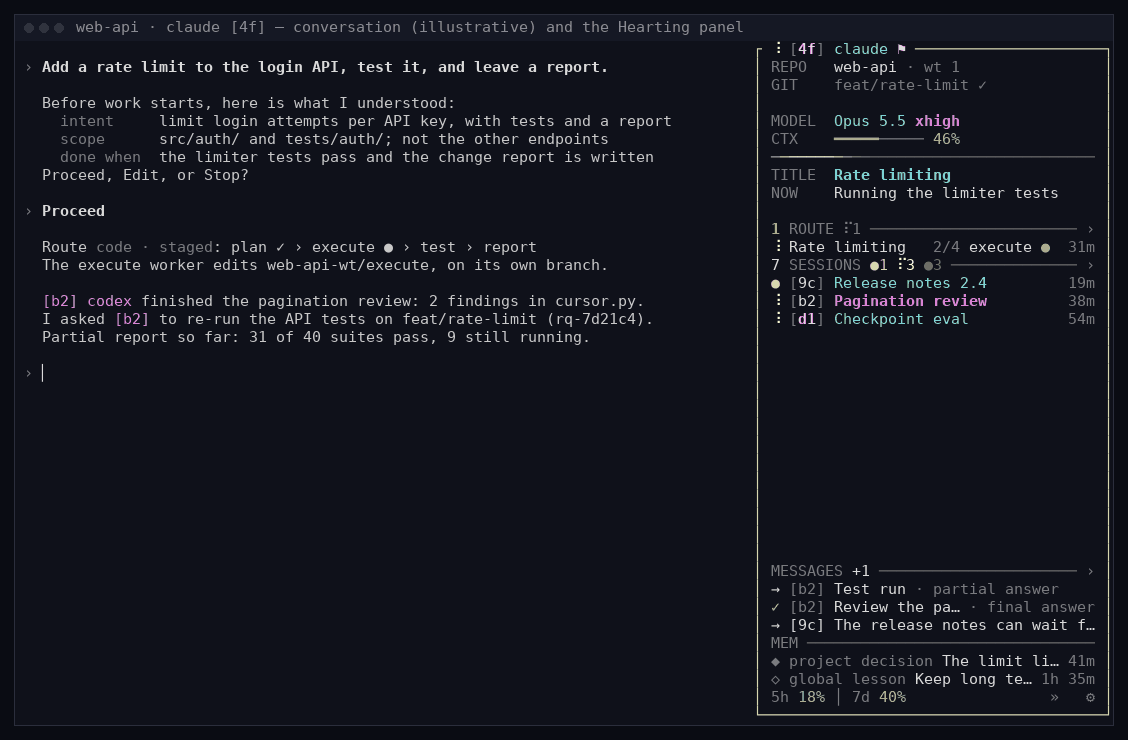 web-api · claude [4f] — conversation (illustrative) and the Hearting panel
› Add a rate limit to the login API, test it, and leave a report.
Before work starts, here is what I understood:
intent limit login attempts per API key, with tests and a report
scope src/auth/ and tests/auth/; not the other endpoints
done when the limiter tests pass and the change report is written
Proceed, Edit, or Stop?
› Proceed
Route code · staged: plan ✓ › execute ● › test › report
The execute worker edits web-api-wt/execute, on its own branch.
[b2] codex finished the pagination review: 2 findings in cursor.py.
I asked [b2] to re-run the API tests on feat/rate-limit (rq-7d21c4).
Partial report so far: 31 of 40 suites pass, 9 still running.
›
⠸ [4f] claude ⚑
REPO web-api · wt 1
GIT feat/rate-limit ✓
MODEL Opus 5.5 xhigh
CTX 46%
TITLE Rate limiting
NOW Running the limiter tests
1 ROUTE ⠏1 ›
⠸ Rate limiting 2/4 execute ● 31m
7 SESSIONS ●1 ⠏3 ●3 ›
● [9c] Release notes 2.4 19m
⠸ [b2] Pagination review 38m
⠸ [d1] Checkpoint eval 54m
MESSAGES +1 ›
→ [b2] Test run · partial answer
✓ [b2] Review the pa… · final answer
→ [9c] The release notes can wait f…
MEM
◆ project decision The limit li… 41m
◇ global lesson Keep long te… 1h 35m
5h 18% │ 7d 40% » ⚙